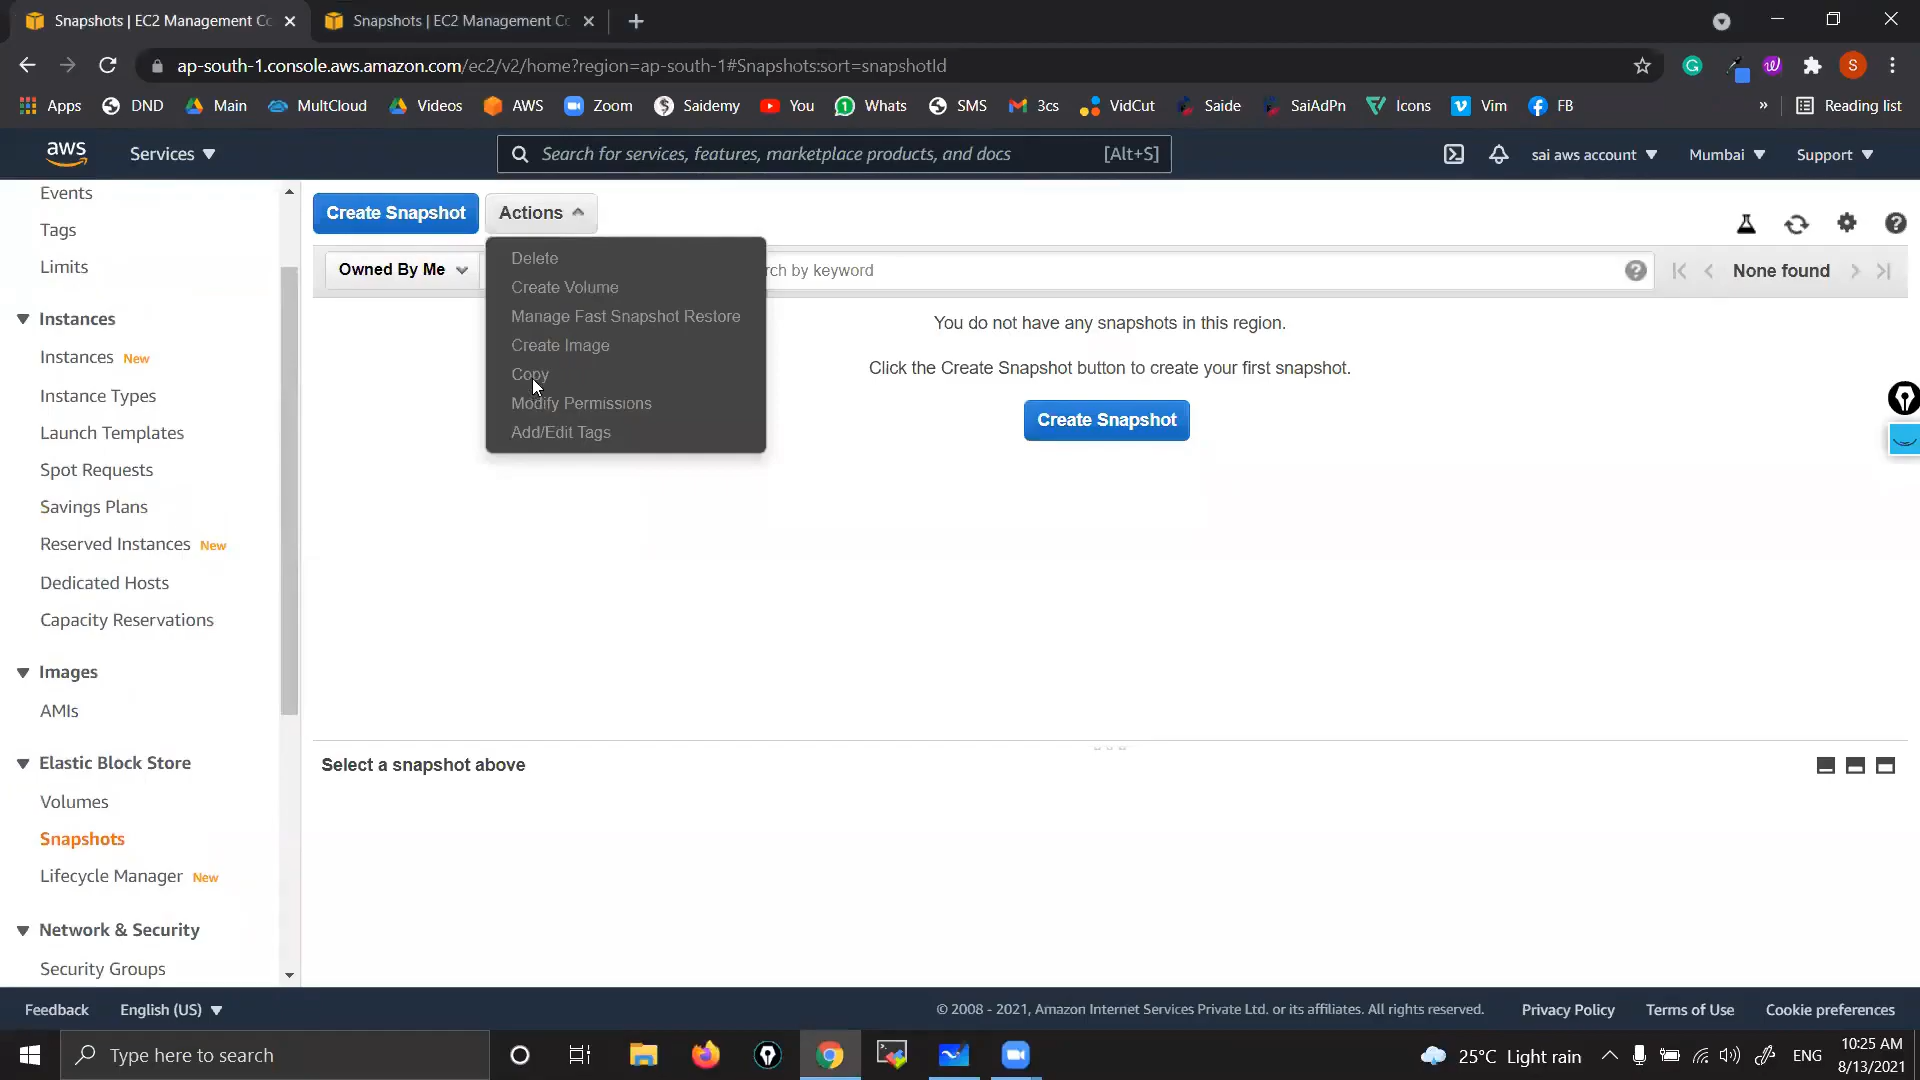 Snapshots | EC2 Management Co
Snapshots | EC2 Management Co
ap-south-1.console.aws.amazon.com/ec2/v2/home?region=ap-south-1#Snapshots:sort=snapshotId
S
Apps DND Main MultCloud Videos AWS Zoom Saidemy You Whats SMS 3cs VidCut Saide SaiAdPn Icons Vim FB » Reading list
aws Services Search for services, features, marketplace products, and docs [Alt+S] sai aws account Mumbai Support
Events
Tags
Limits
Instances
Instances New
Instance Types
Launch Templates
Spot Requests
Savings Plans
Reserved Instances New
Dedicated Hosts
Capacity Reservations
Images
AMIs
Elastic Block Store
Volumes
Snapshots
Lifecycle Manager New
Network & Security
Security Groups
Create Snapshot Actions
Owned By Me rch by keyword None found
Delete
Create Volume
Manage Fast Snapshot Restore
Create Image
Copy
Modify Permissions
Add/Edit Tags
You do not have any snapshots in this region.
Click the Create Snapshot button to create your first snapshot.
Create Snapshot
Select a snapshot above
Feedback English (US) © 2008 - 2021, Amazon Internet Services Private Ltd. or its affiliates. All rights reserved. Privacy Policy Terms of Use Cookie preferences
Type here to search 25°C Light rain ENG 10:25 AM
8/13/2021